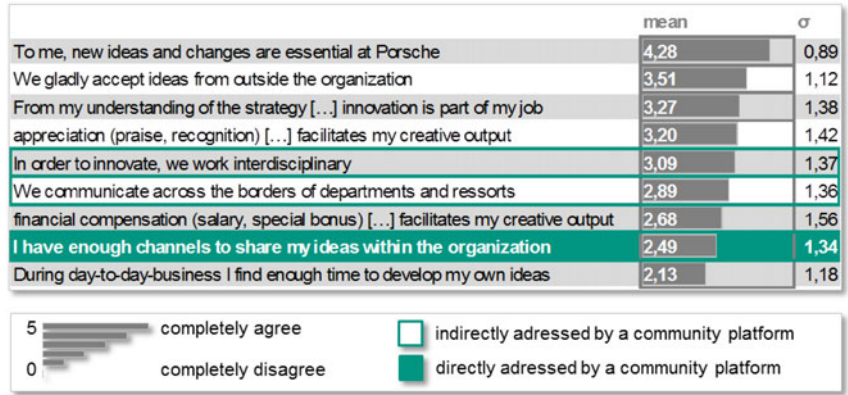 mean σ
To me, new ideas and changes are essential at Porsche 4,28 0,89
We gladly accept ideas from outside the organization 3,51 1,12
From my understanding of the strategy [...] innovation is part of my job 3,27 1,38
appreciation (praise, recognition) [...] facilitates my creative output 3,20 1,42
In order to innovate, we work interdisciplinary 3,09 1,37
We communicate across the borders of departments and ressorts 2,89 1,36
financial compensation (salary, special bonus) [...] facilitates my creative output 2,68 1,56
I have enough channels to share my ideas within the organization 2,49 1,34
During day-to-day-business I find enough time to develop my own ideas 2,13 1,18
5 completely agree indirectly adressed by a community platform
0 completely disagree directly adressed by a community platform